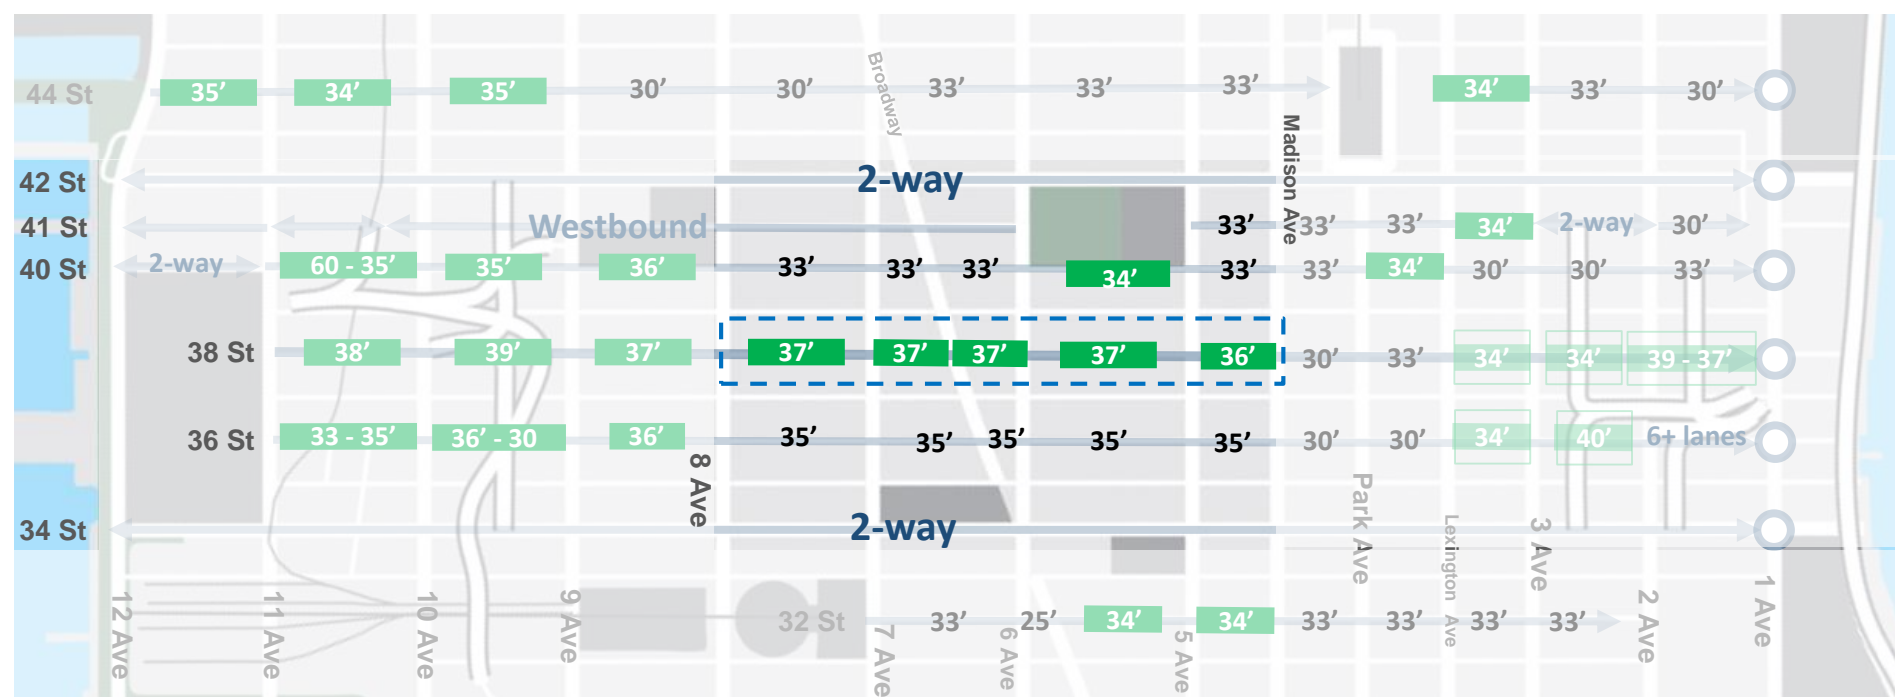 44 St 35’ 34’ 35’ 30’ 30’ 33’ 33’ 33’ 34’ 33’ 30’
Broadway
Madison Ave
42 St 2-way
41 St Westbound 33’ 33’ 33’ 34’ 2-way 30’
40 St 2-way 60 - 35’ 35’ 36’ 33’ 33’ 33’ 34’ 33’ 33’ 34’ 30’ 30’ 33’
38 St 38’ 39’ 37’ 37’ 37’ 37’ 37’ 36’ 30’ 33’ 34’ 34’ 39 - 37’
36 St 33 - 35’ 36’ - 30 36’ 35’ 35’ 35’ 35’ 35’ 30’ 30’ 34’ 40’ 6+ lanes
8 Ave
34 St 2-way
Park Ave
Lexington Ave
3 Ave
32 St 33’ 25’ 34’ 34’ 33’ 33’ 33’ 33’
12 Ave
11 Ave
10 Ave
9 Ave
7 Ave
6 Ave
5 Ave
2 Ave
1 Ave